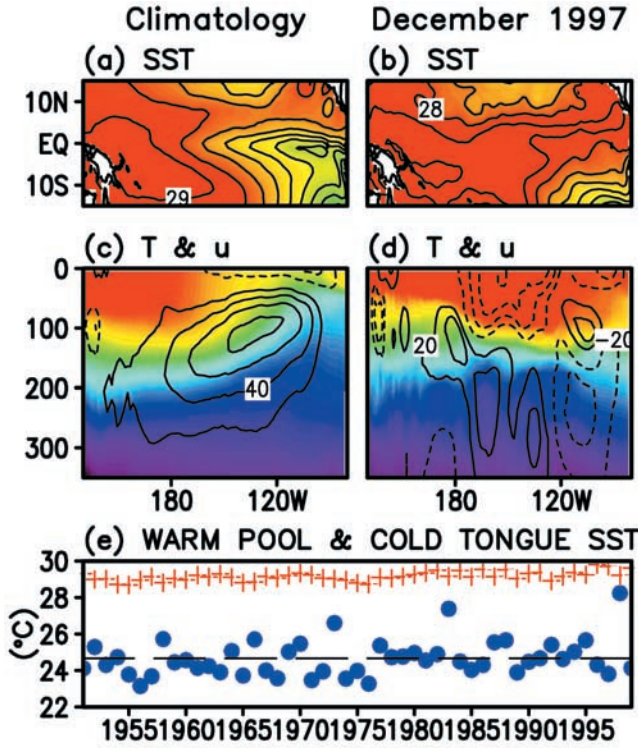 Climatology December 1997
(a) SST (b) SST
10N
EQ
10S
29
28
(c) T & u (d) T & u
0
100
200
300
40
20
-20
180 120W 180 120W
(e) WARM POOL & COLD TONGUE SST
30
28
26
24
22
(°C)
1955 1960 1965 1970 1975 1980 1985 1990 1995